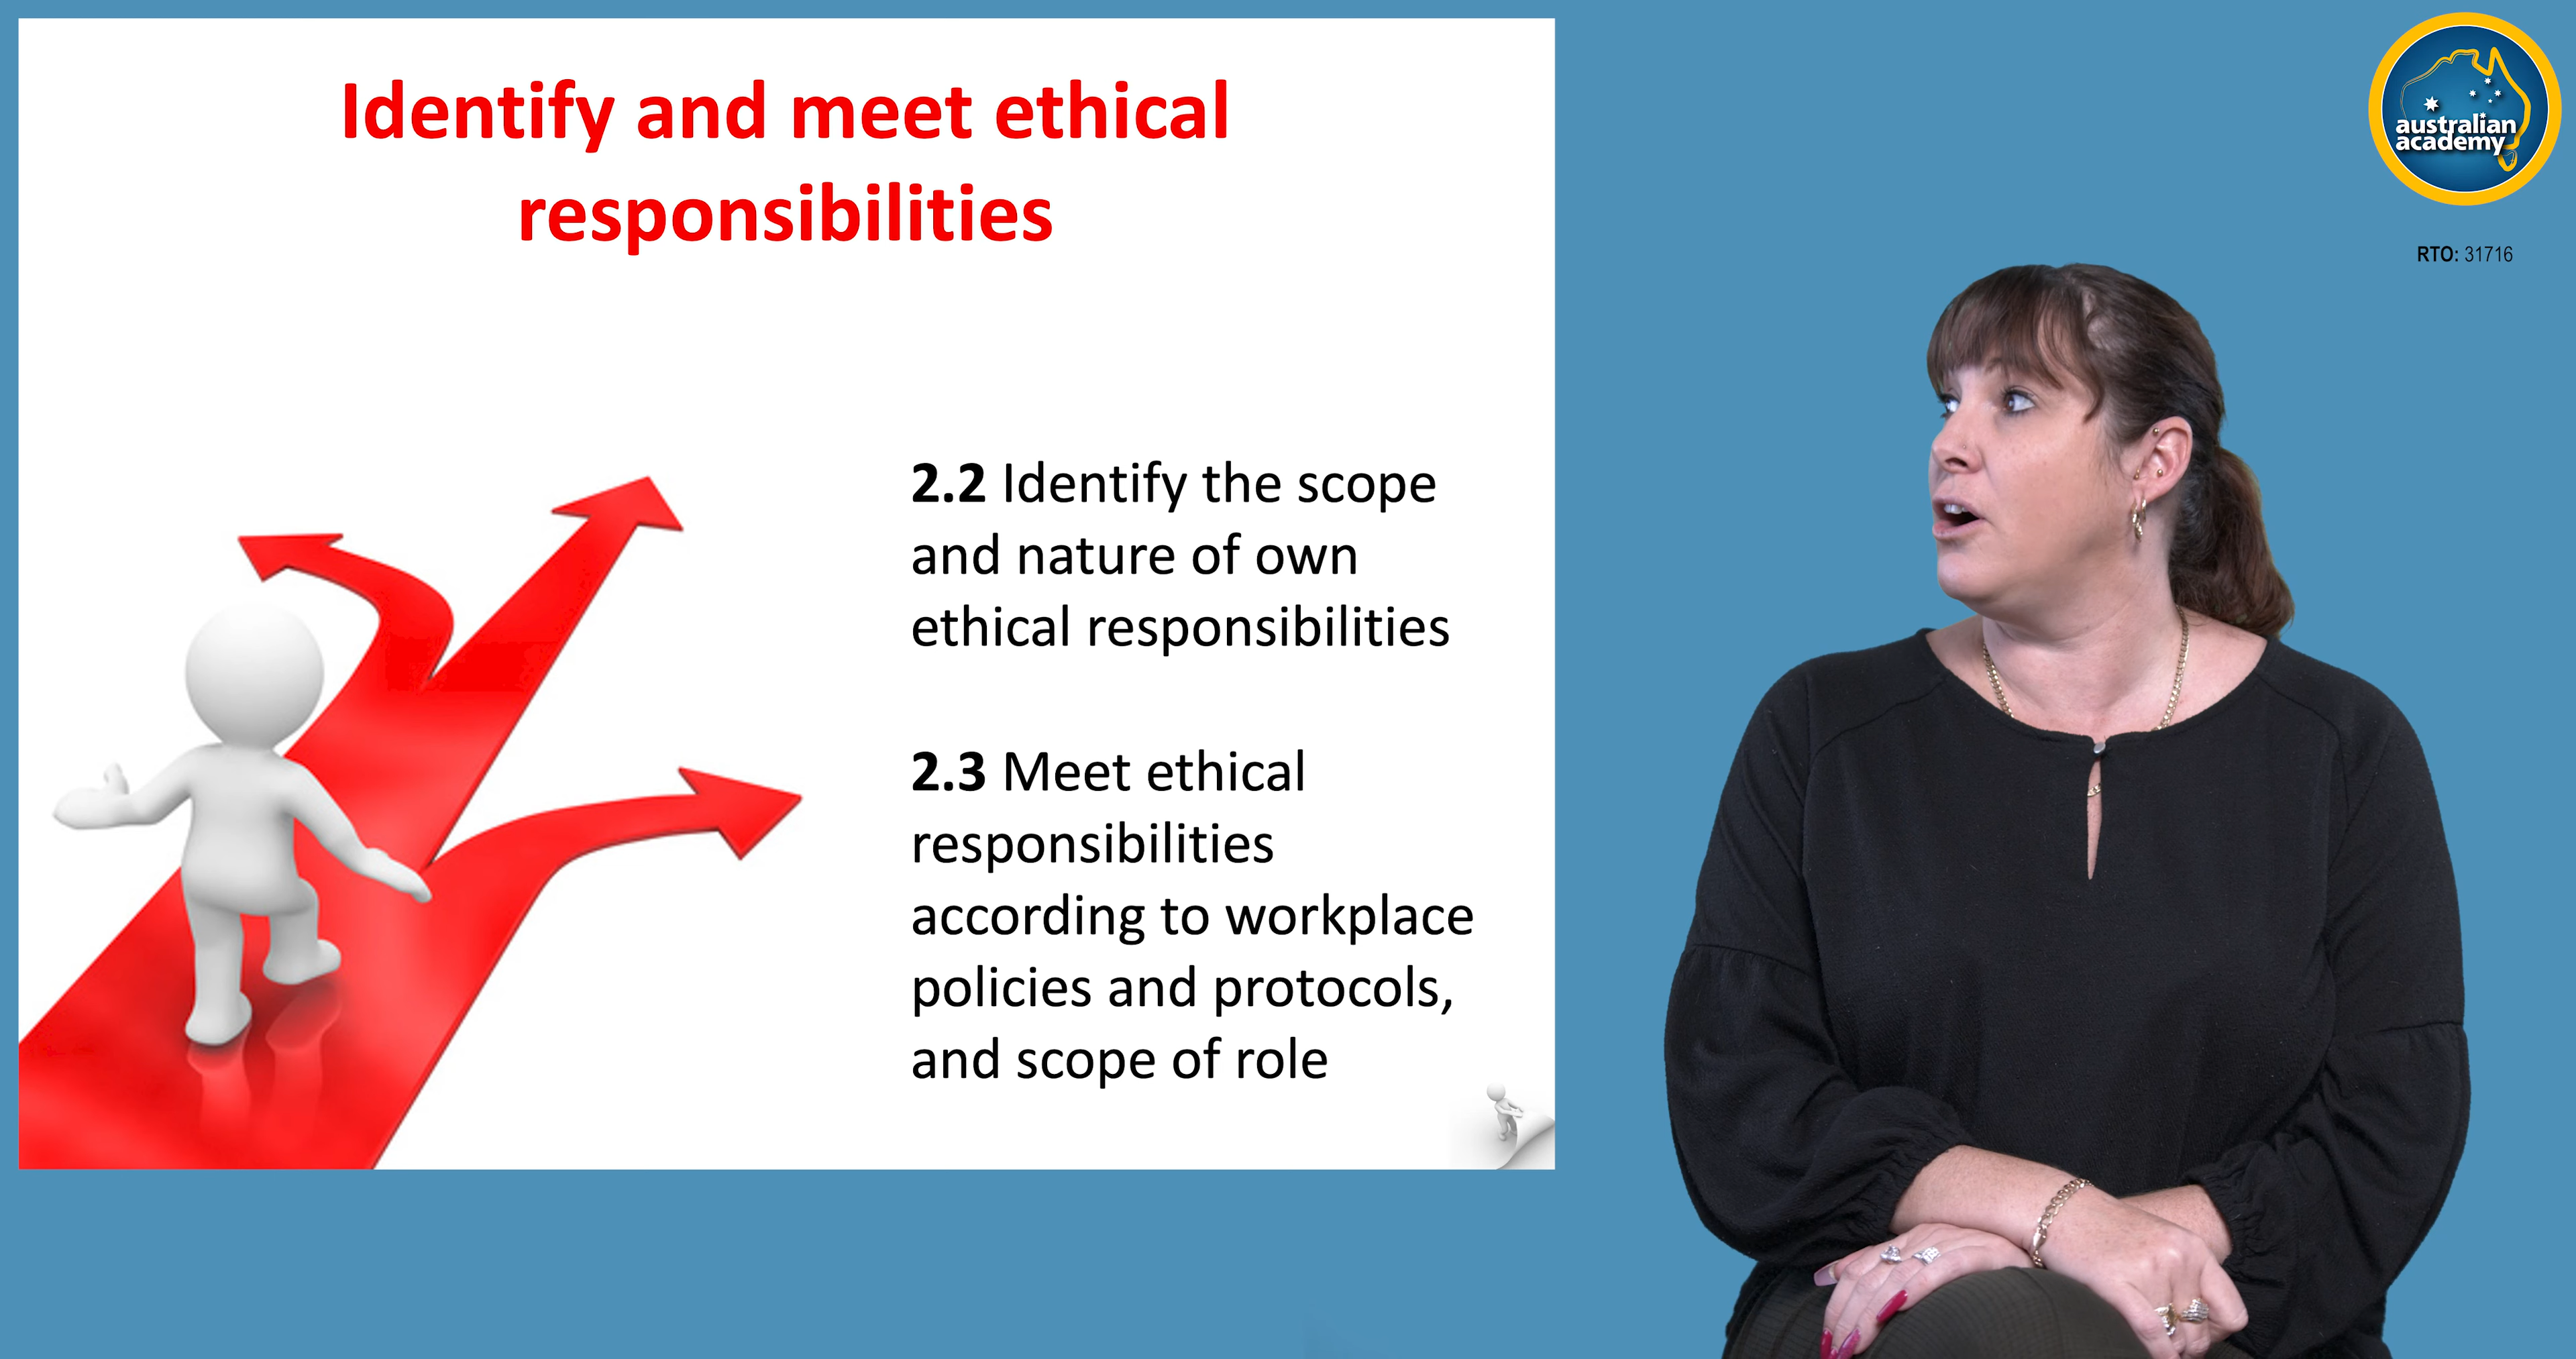 Identify and meet ethical
responsibilities
2.2 Identify the scope
and nature of own
ethical responsibilities
2.3 Meet ethical
responsibilities
according to workplace
policies and protocols,
and scope of role
australian
academy
RTO: 31716